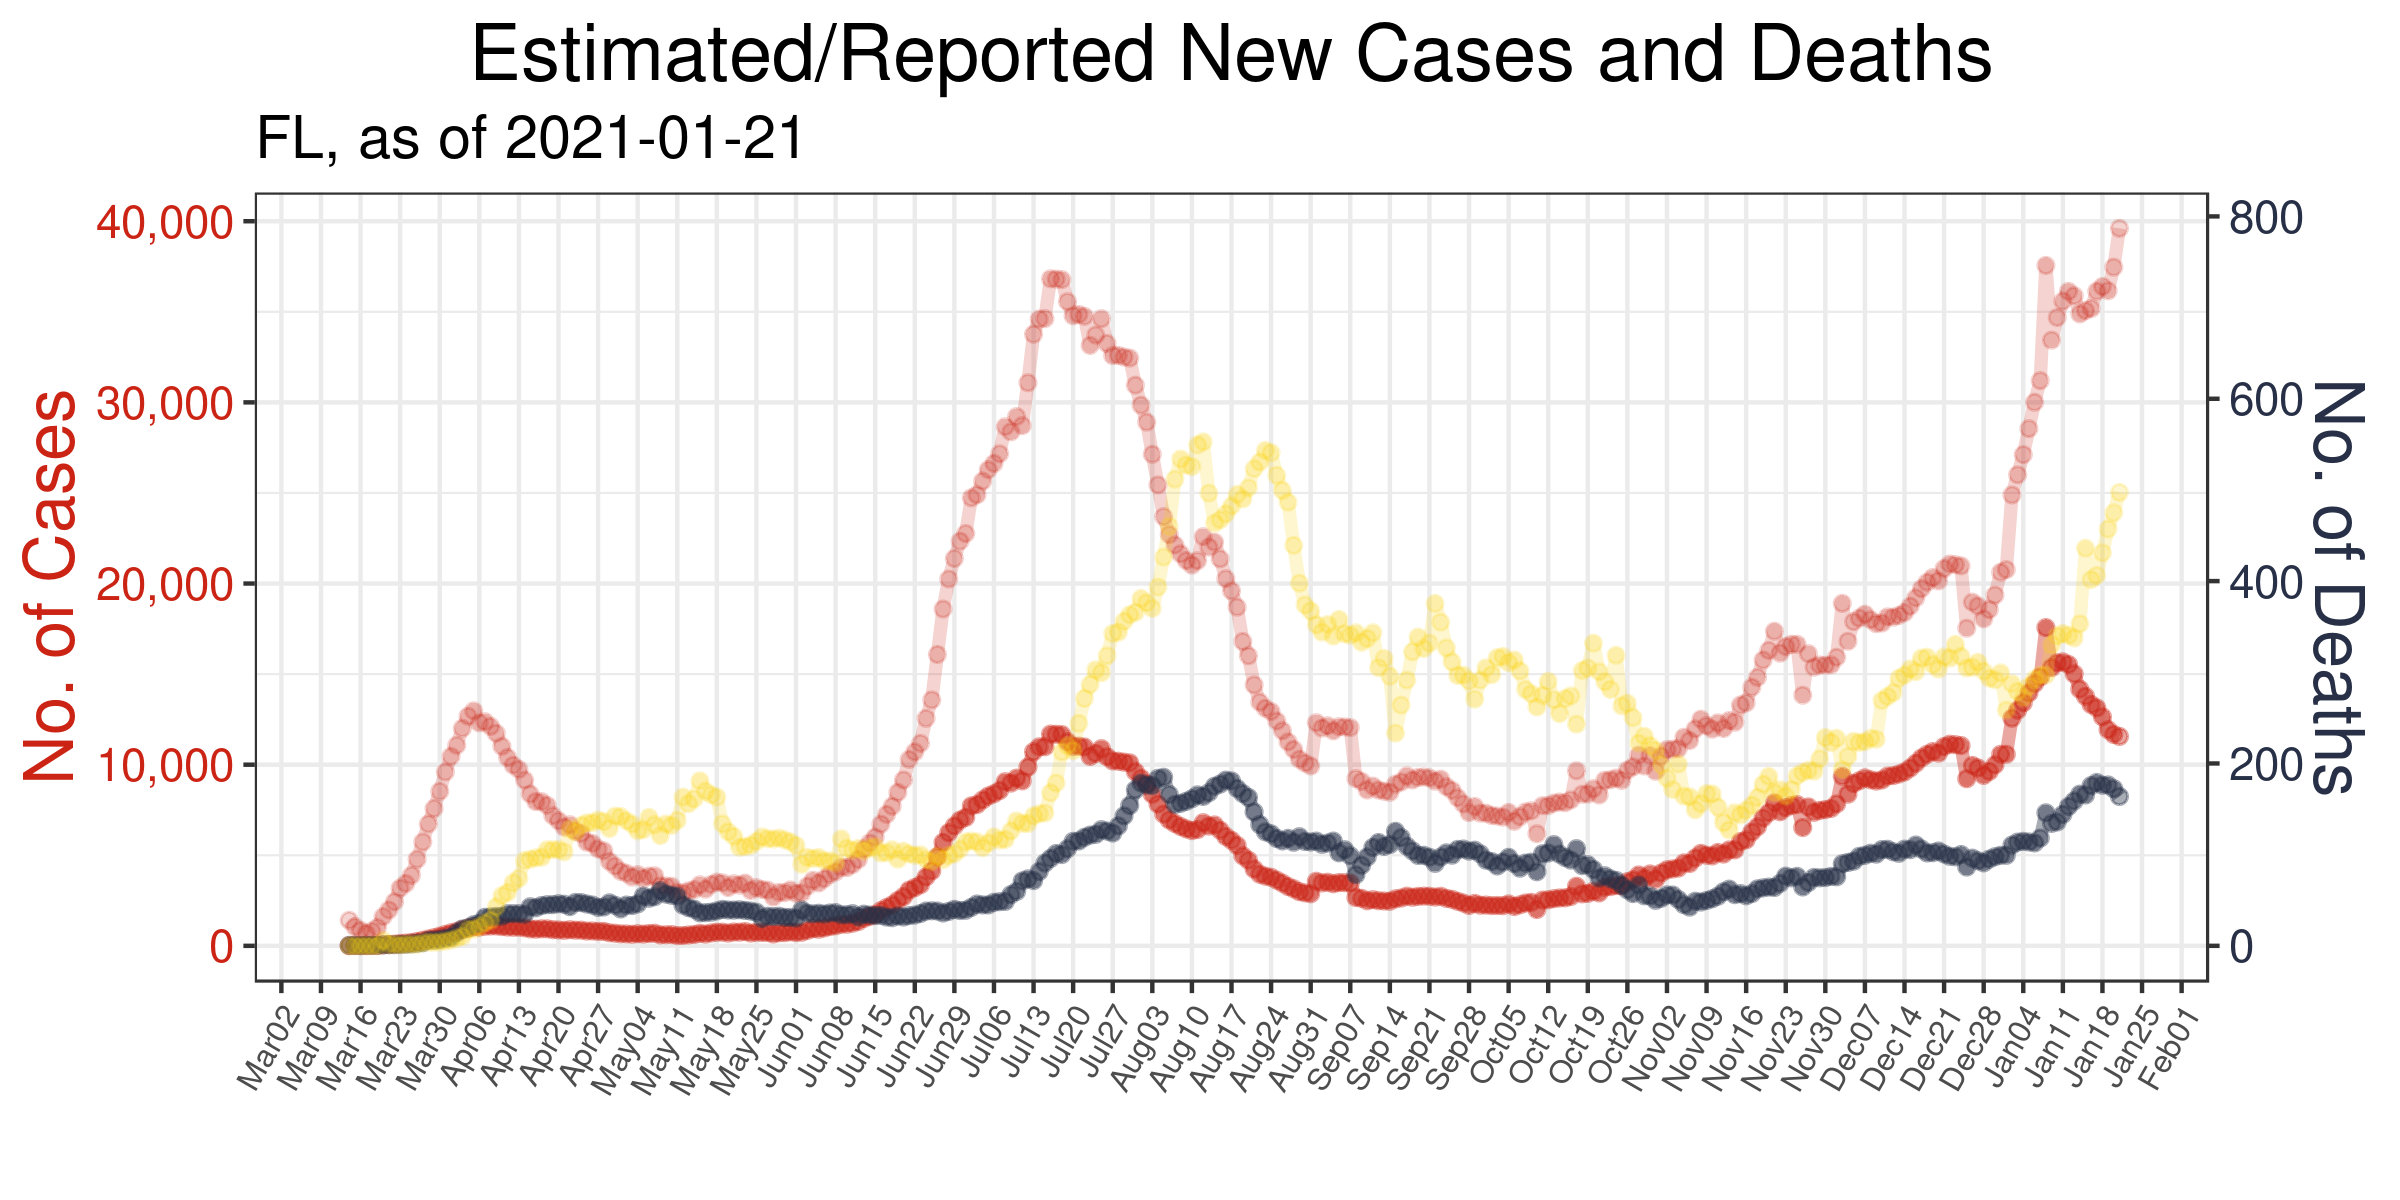 Estimated/Reported New Cases and Deaths
FL, as of 2021-01-21
No. of Cases
40,000
30,000
20,000
10,000
0
800
600
400
200
0
No. of Deaths
Mar02
Mar09
Mar16
Mar23
Mar30
Apr06
Apr13
Apr20
Apr27
May04
May11
May18
May25
Jun01
Jun08
Jun15
Jun22
Jun29
Jul06
Jul13
Jul20
Jul27
Aug03
Aug10
Aug17
Aug24
Aug31
Sep07
Sep14
Sep21
Sep28
Oct05
Oct12
Oct19
Oct26
Nov02
Nov09
Nov16
Nov23
Nov30
Dec07
Dec14
Dec21
Dec28
Jan04
Jan11
Jan18
Jan25
Feb01